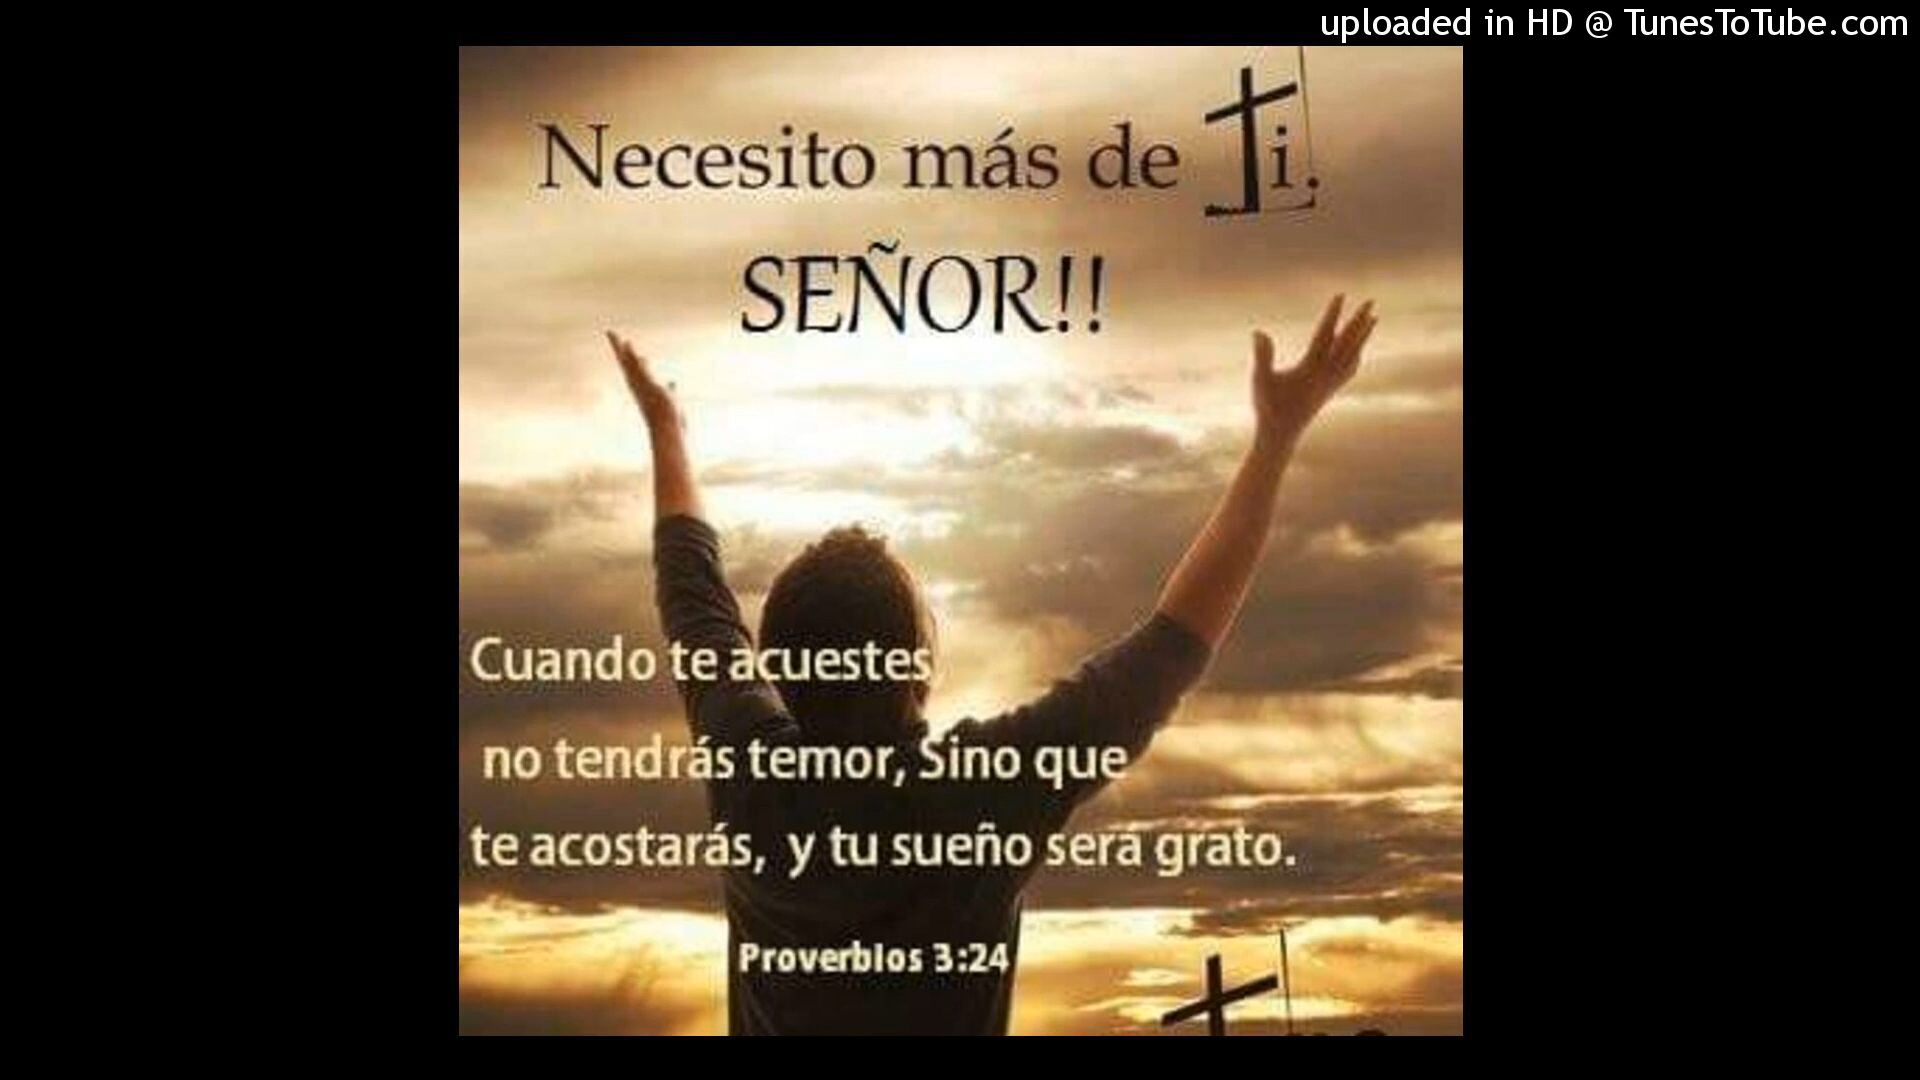 uploaded in HD @ TunesToTube.com
Necesito más de Ti.
SEÑOR!!
Cuando te acuestes
no tendrás temor, Sino que
te acostarás, y tu sueño será grato.
Proverbios 3:24